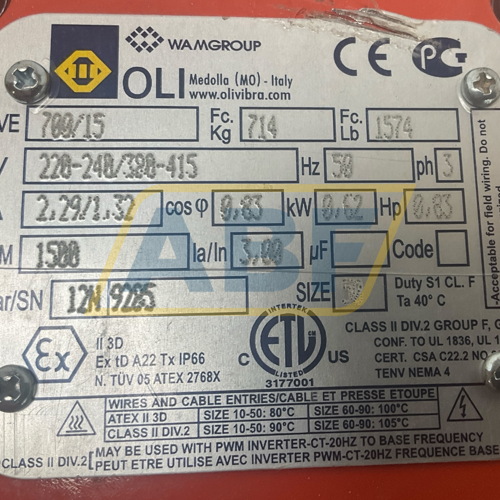 WAMGROUP
OLI Medolla (MO) - Italy
www.olivibra.com
CE
VE 700/15 Fc. Kg 714 Fc. Lb 1574
V 220-240/380-415 Hz 50 ph 3
A 2,29/1,32 cos φ 0,83 kW 0,62 Hp 0,83
M 1500 Ia/In 3,00 µF Code
ar/SN 12N 9285 SIZE Duty S1 CL. F
Ta 40° C
Acceptable for field wiring. Do
ABF
Ex
II 3D
Ex tD A22 Tx IP66
N. TÜV 05 ATEX 2768X
INTERTEK
C ETL US
LISTED
3177001
CLASS II DIV.2 GROUP F,
CONF. TO UL 1836, UL 1
CERT. CSA C22.2 NO
TENV NEMA 4
WIRES AND CABLE ENTRIES/CABLE ET PRESSE ETOUPE
ATEX II 3D SIZE 10-50: 80°C SIZE 60-90: 100°C
CLASS II DIV.2 SIZE 10-50: 90°C SIZE 60-90: 105°C
CLASS II DIV.2 [ MAY BE USED WITH PWM INVERTER-CT-20HZ TO BASE FREQUENCY
PEUT ETRE UTILISE AVEC INVERTER PWM-CT-20HZ FREQUENCE BASE